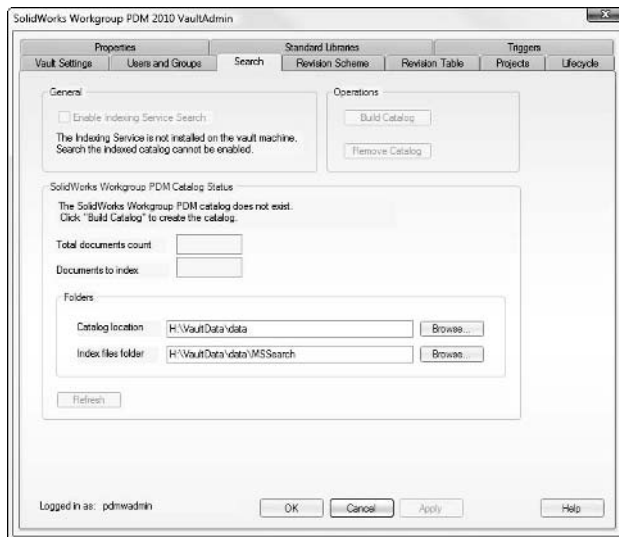 SolidWorks Workgroup PDM 2010 VaultAdmin
Properties Standard Libraries Triggers
Vault Settings Users and Groups Search Revision Scheme Revision Table Projects Lifecycle
General
Enable Indexing Service Search
The Indexing Service is not installed on the vault machine.
Search the indexed catalog cannot be enabled.
Operations
Build Catalog
Remove Catalog
SolidWorks Workgroup PDM Catalog Status
The SolidWorks Workgroup PDM catalog does not exist.
Click "Build Catalog" to create the catalog.
Total documents count
Documents to index
Folders
Catalog location H:\VaultData\data Browse...
Index files folder H:\VaultData\data\MSSearch Browse...
Refresh
Logged in as: pdmwadmin OK Cancel Apply Help